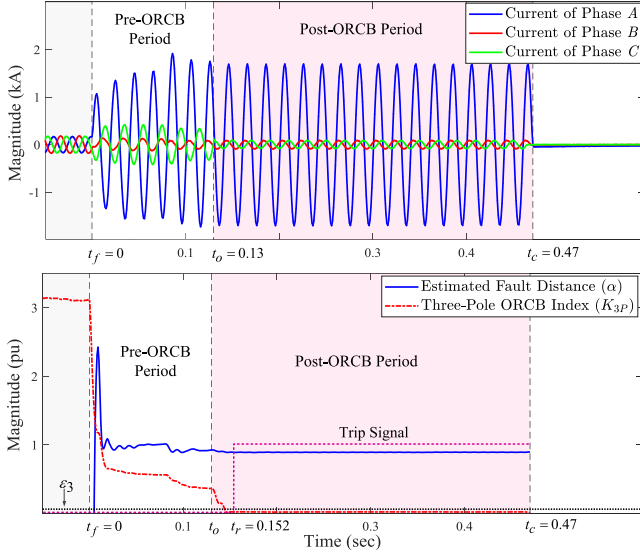 Pre-ORCB
Period
Post-ORCB Period
Current of Phase A
Current of Phase B
Current of Phase C
Magnitude (kA)
2
1
0
-1
t_f = 0
0.1
t_o = 0.13
0.3
0.4
t_c = 0.47
Estimated Fault Distance (α)
Three-Pole ORCB Index (K_{3P})
Pre-ORCB
Period
Post-ORCB Period
Trip Signal
Magnitude (pu)
3
2
1
ε_3
t_f = 0
0.1
t_o
t_r = 0.152
0.3
0.4
t_c = 0.47
Time (sec)